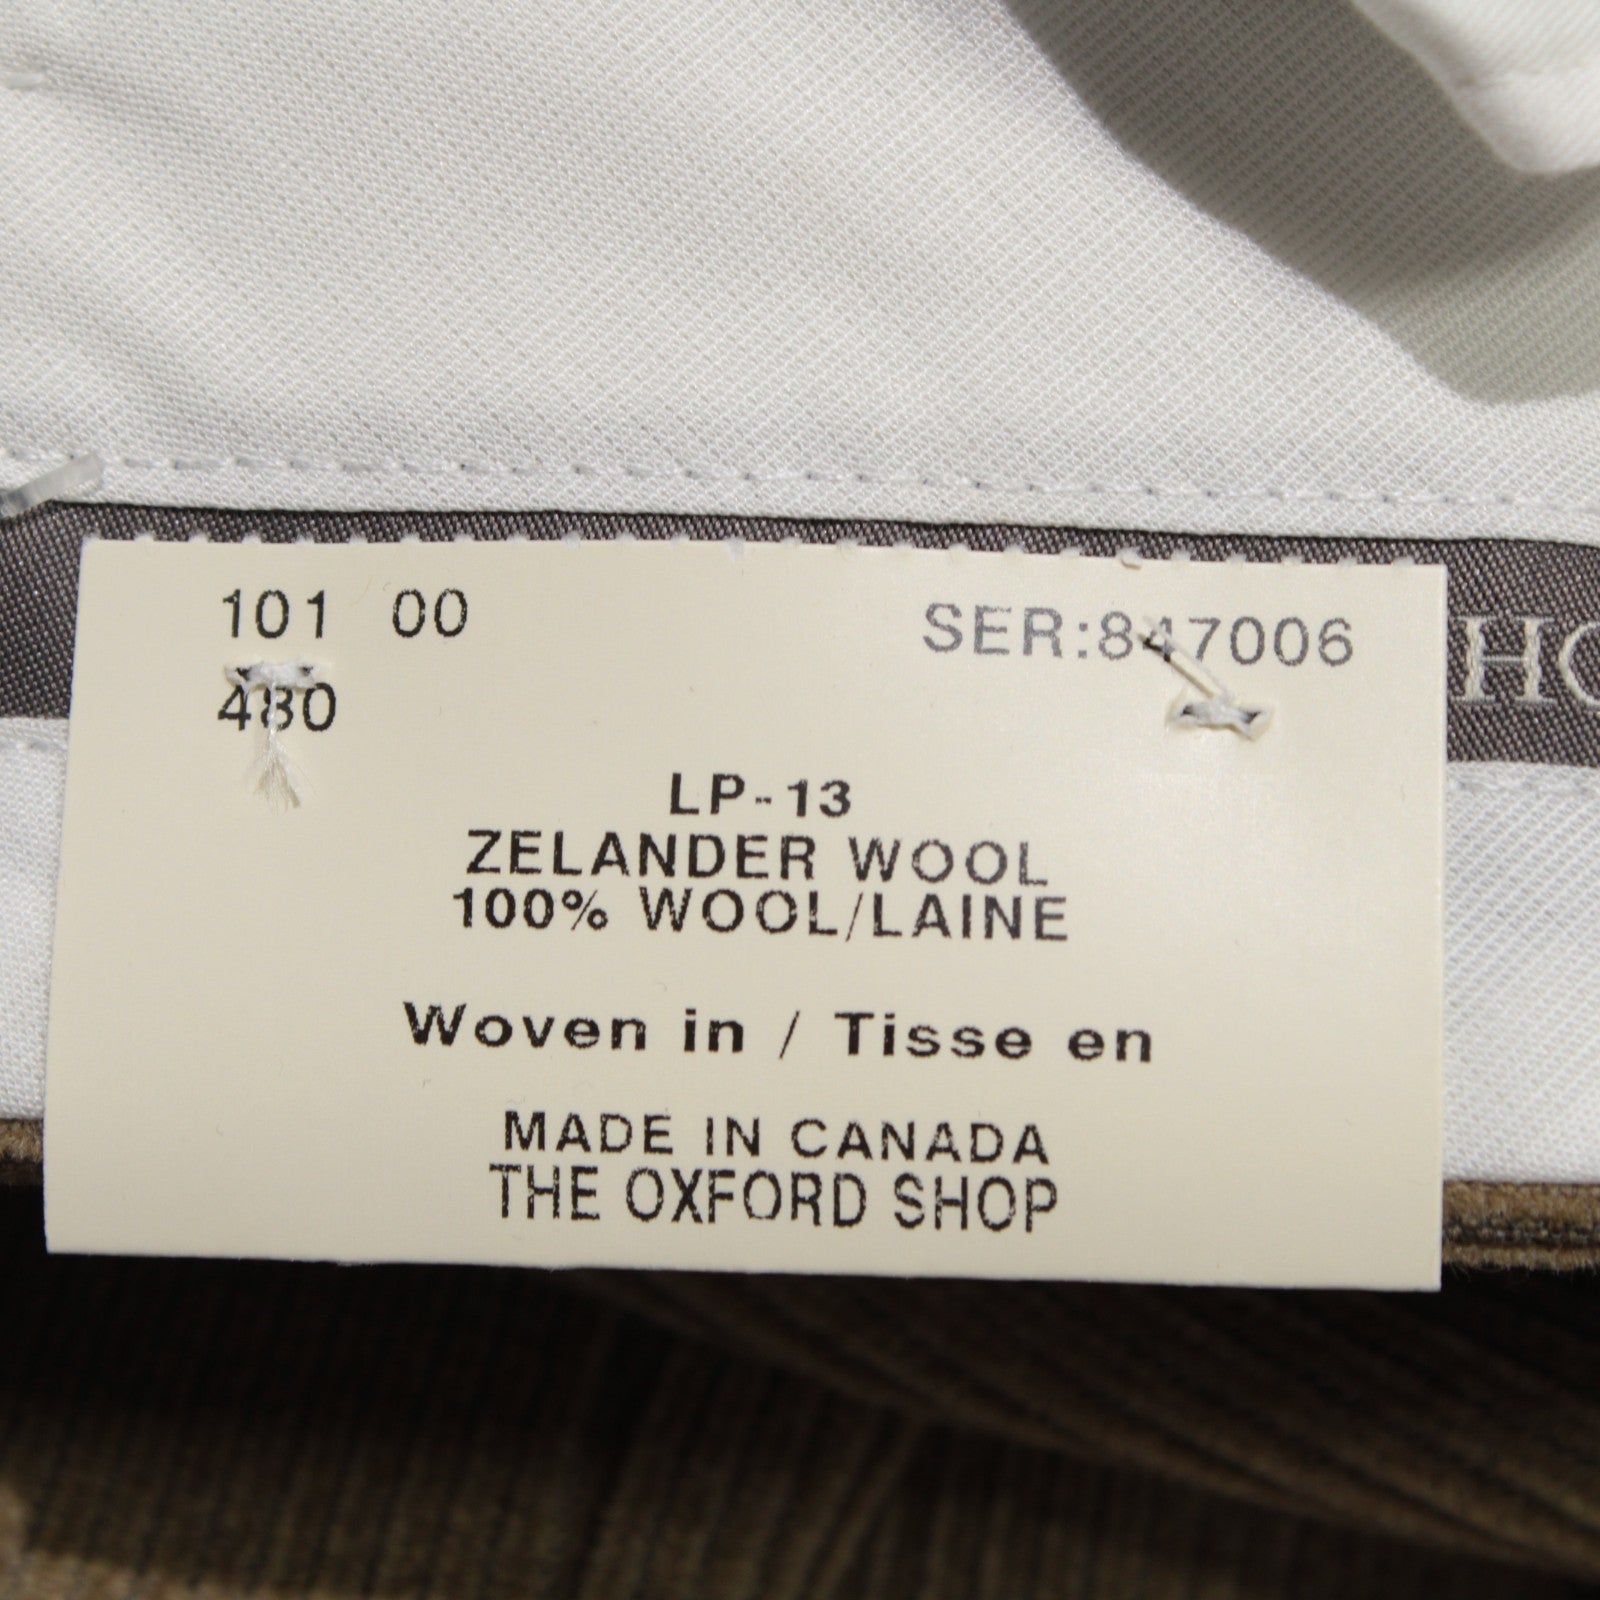 101 00
SER:847006
480
LP-13
ZELANDER WOOL
100% WOOL/LAINE
Woven in / Tisse en
MADE IN CANADA
THE OXFORD SHOP